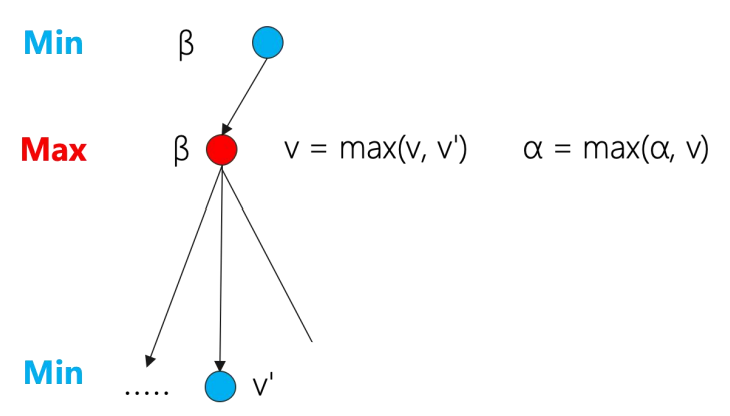 Min β
Max β v = max(v, v') α = max(α, v)
Min ..... v'